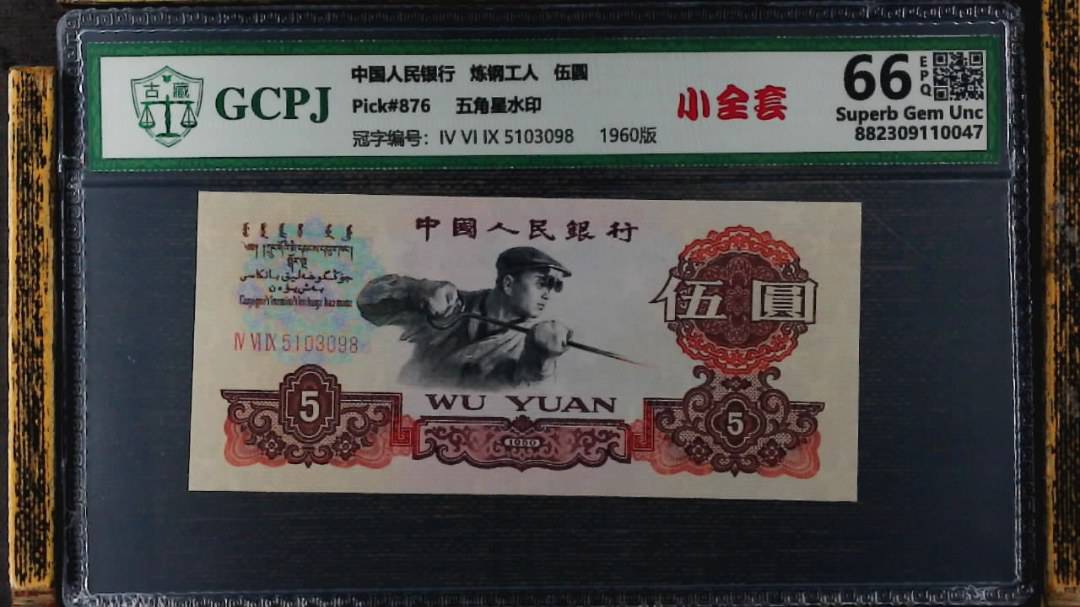 古藏
GCPJ
中国人民银行 炼钢工人 伍圆
Pick#876 五角星水印
冠字编号: IV VI IX 5103098 1960版
小全套
66 EPQ
Superb Gem Unc
882309110047
中國人民銀行
伍圓
IV VI IX 5103098
5
WU YUAN
1960
5